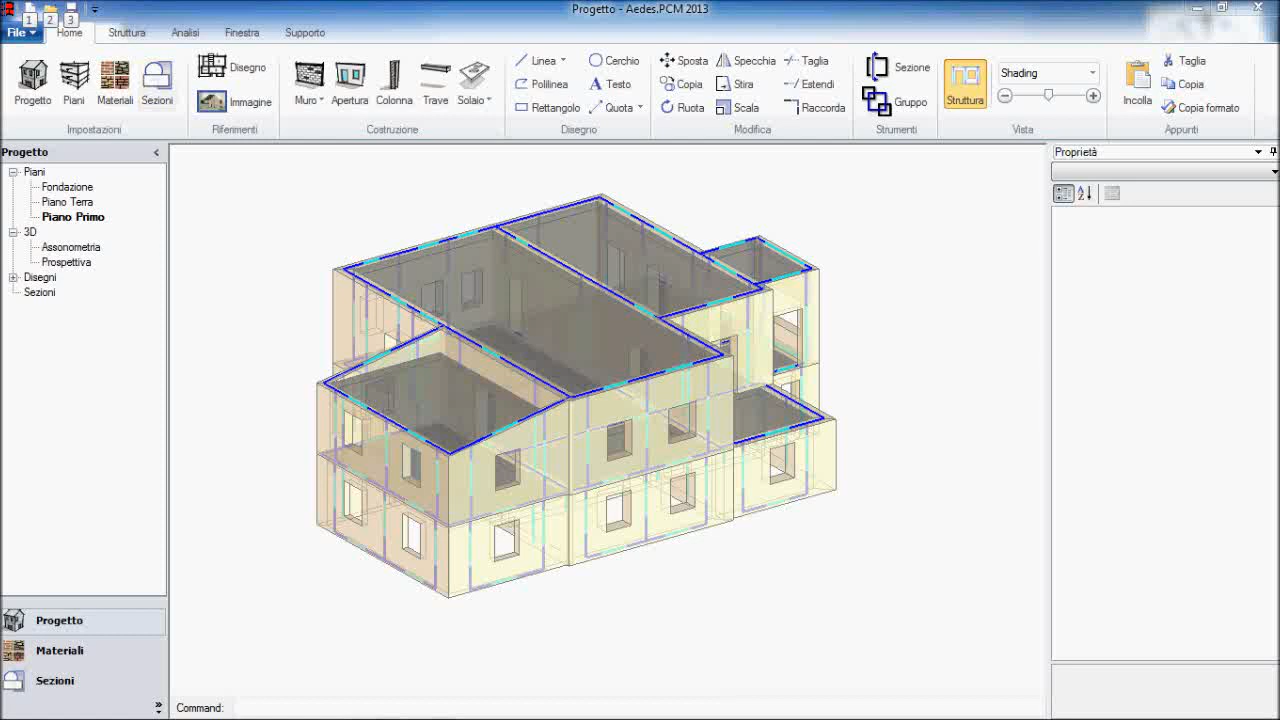 Progetto - Aedes.PCM 2013
1 2 3
File Home Struttura Analisi Finestra Supporto
Progetto Piani Materiali Sezioni
Impostazioni
Disegno
Immagine
Riferimenti
Muro Apertura Colonna Trave Solaio
Costruzione
Linea Cerchio
Polilinea Testo
Rettangolo Quota
Disegno
Sposta Specchia Taglia
Copia Stira Estendi
Ruota Scala Raccorda
Modifica
Sezione
Gruppo
Strumenti
Struttura
Shading
Vista
Incolla
Taglia
Copia
Copia formato
Appunti
Progetto
Piani
Fondazione
Piano Terra
Piano Primo
3D
Assonometria
Prospettiva
Disegni
Sezioni
Progetto
Materiali
Sezioni
Command:
Proprietà